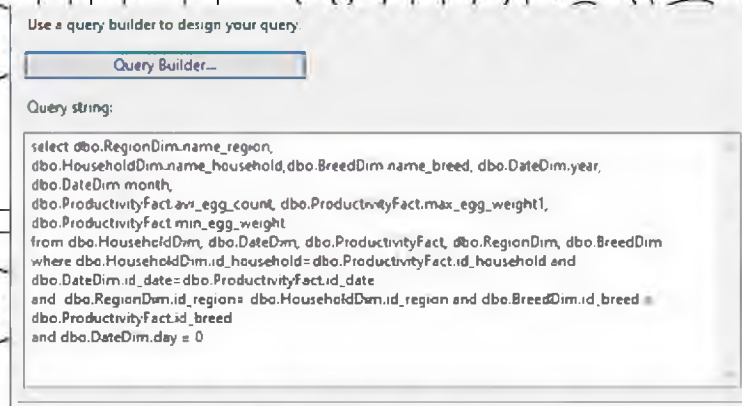 Use a query builder to design your query.
Query Builder...
Query string:
select dbo.RegionDim.name_region,
dbo.HouseholdDim.name_household,dbo.BreedDim.name_breed, dbo.DateDim.year,
dbo.DateDim.month,
dbo.ProductivityFact.avr_egg_count, dbo.ProductivityFact.max_egg_weight1,
dbo.ProductivityFact.min_egg_weight
from dbo.HouseholdDim, dbo.DateDim, dbo.ProductivityFact, dbo.RegionDim, dbo.BreedDim
where dbo.HouseholdDim.id_household=dbo.ProductivityFact.id_household and
dbo.DateDim.id_date=dbo.ProductivityFact.id_date
and dbo.RegionDim.id_region= dbo.HouseholdDim.id_region and dbo.BreedDim.id_breed =
dbo.ProductivityFact.id_breed
and dbo.DateDim.day = 0